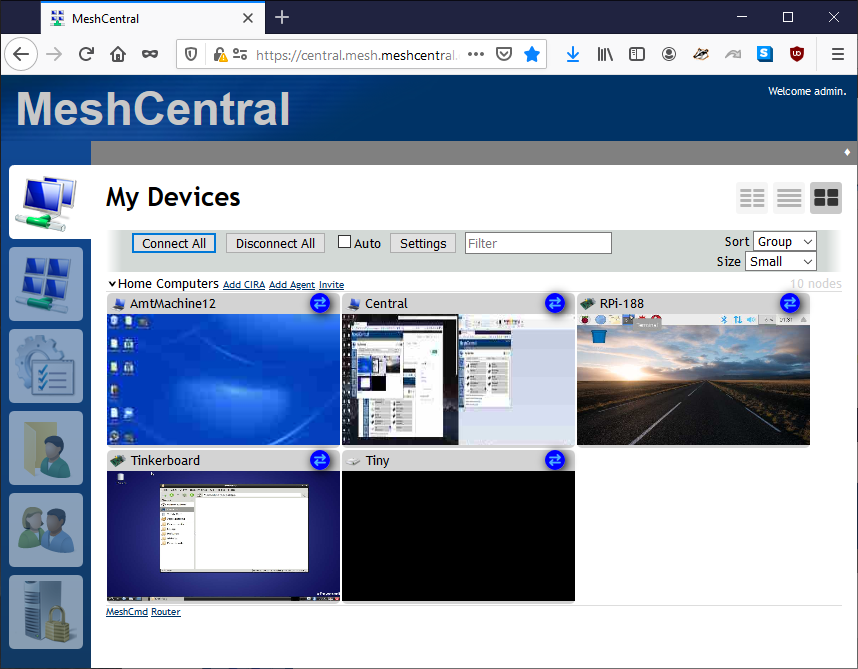 MeshCentral
https://central.mesh.meshcentral.
MeshCentral
Welcome admin.
My Devices
Connect All Disconnect All Auto Settings Filter Sort Group
Size Small
Home Computers Add CIRA Add Agent Invite 10 nodes
AmtMachine12 Central RPi-188
Tinkerboard Tiny
MeshCmd Router